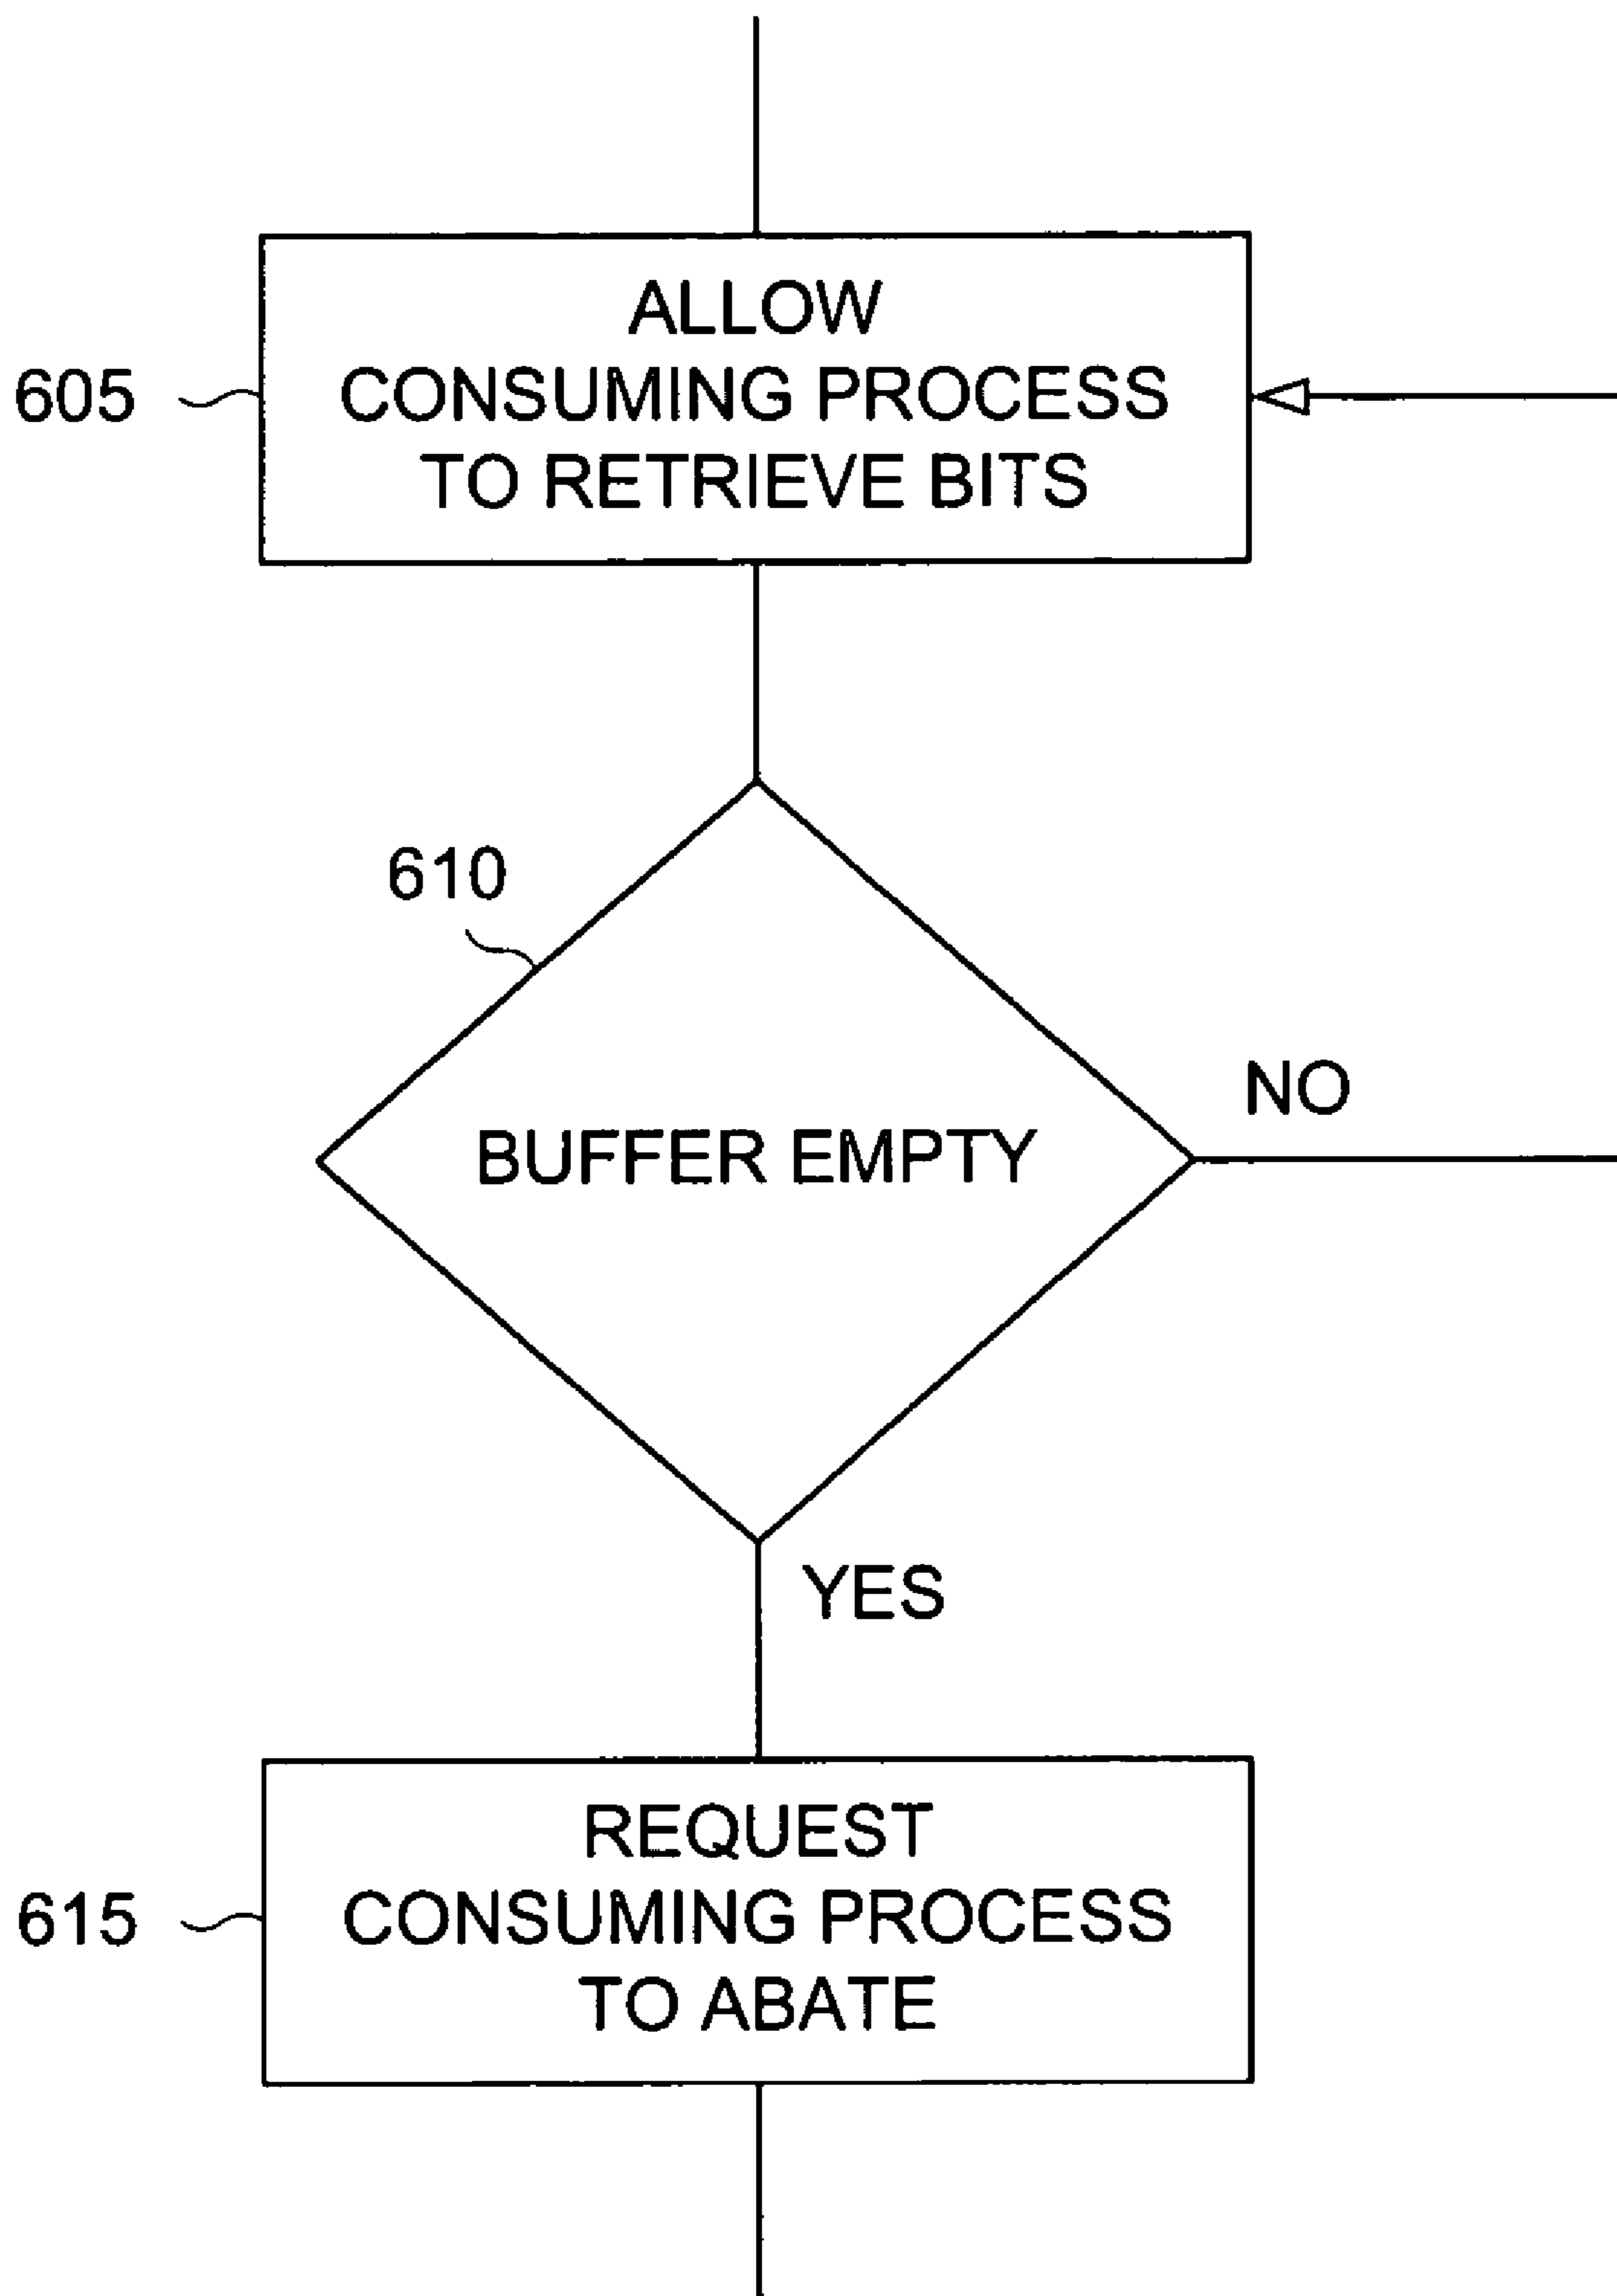 ALLOW
605 CONSUMING PROCESS
TO RETRIEVE BITS
610
BUFFER EMPTY
NO
YES
REQUEST
615 CONSUMING PROCESS
TO ABATE